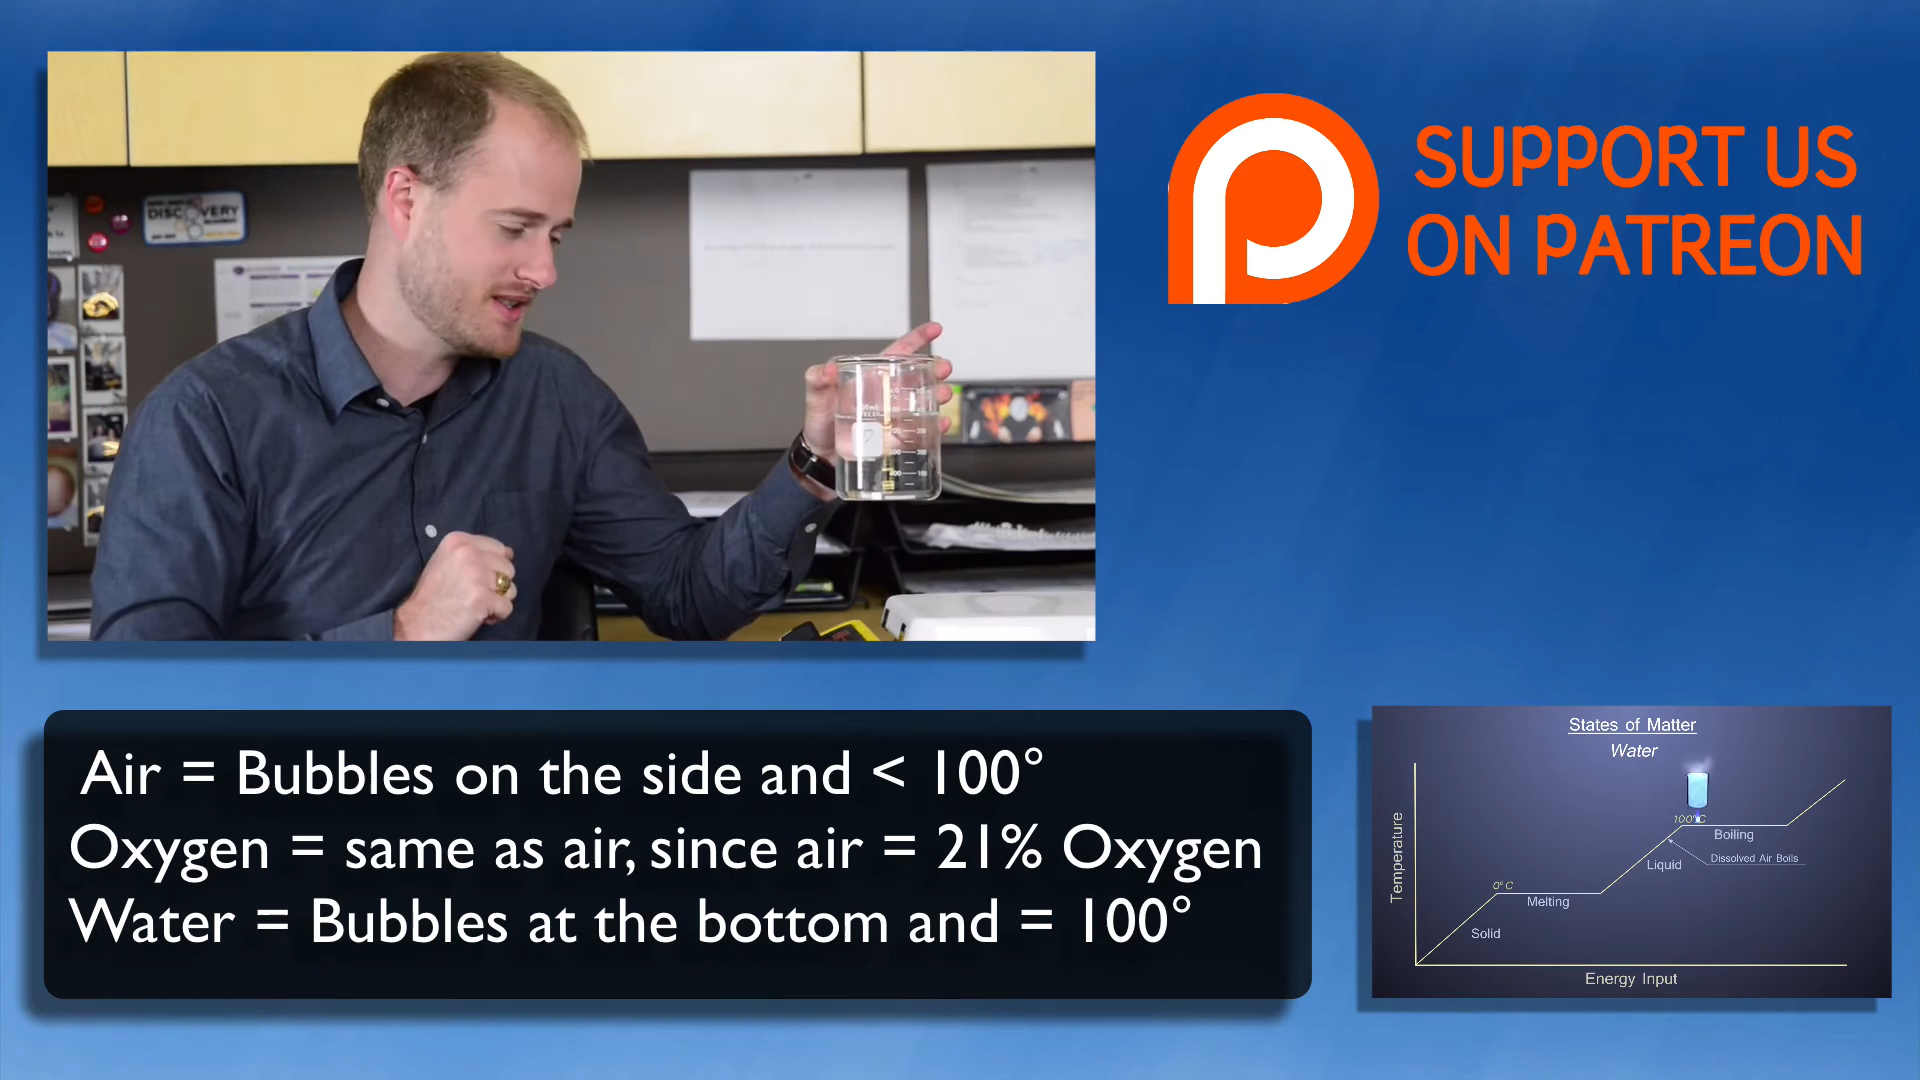 DISCOVERY
SUPPORT US
ON PATREON
Air = Bubbles on the side and < 100°
Oxygen = same as air, since air = 21% Oxygen
Water = Bubbles at the bottom and = 100°
States of Matter
Water
100°C
Boiling
Dissolved Air Boils
Liquid
0°C
Melting
Solid
Temperature
Energy Input